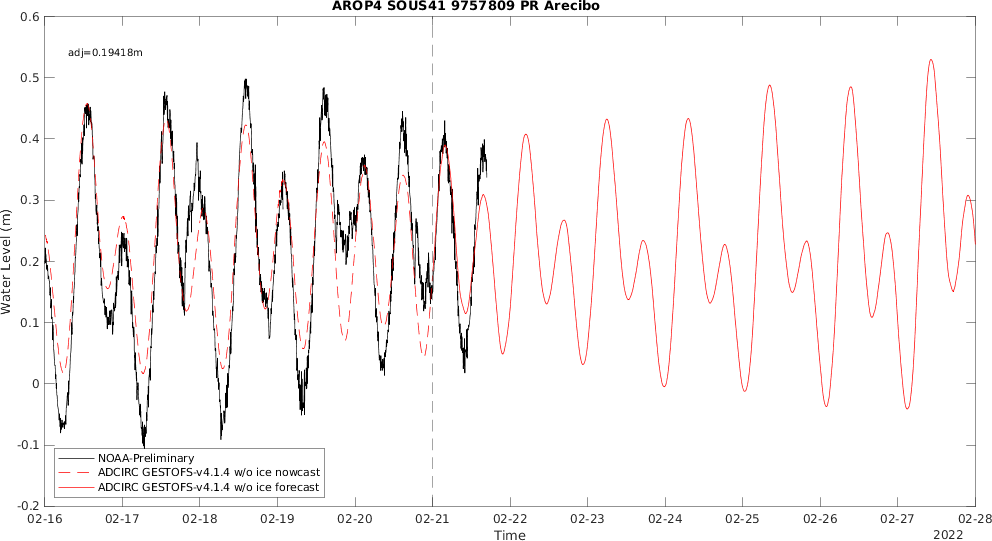 AROP4 SOUS41 9757809 PR Arecibo
adj=0.19418m
0.6
0.5
0.4
0.3
0.2
0.1
0
-0.1
-0.2
Water Level (m)
NOAA-Preliminary
ADCIRC GESTOFS-v4.1.4 w/o ice nowcast
ADCIRC GESTOFS-v4.1.4 w/o ice forecast
02-16 02-17 02-18 02-19 02-20 02-21 02-22 02-23 02-24 02-25 02-26 02-27 02-28
Time
2022